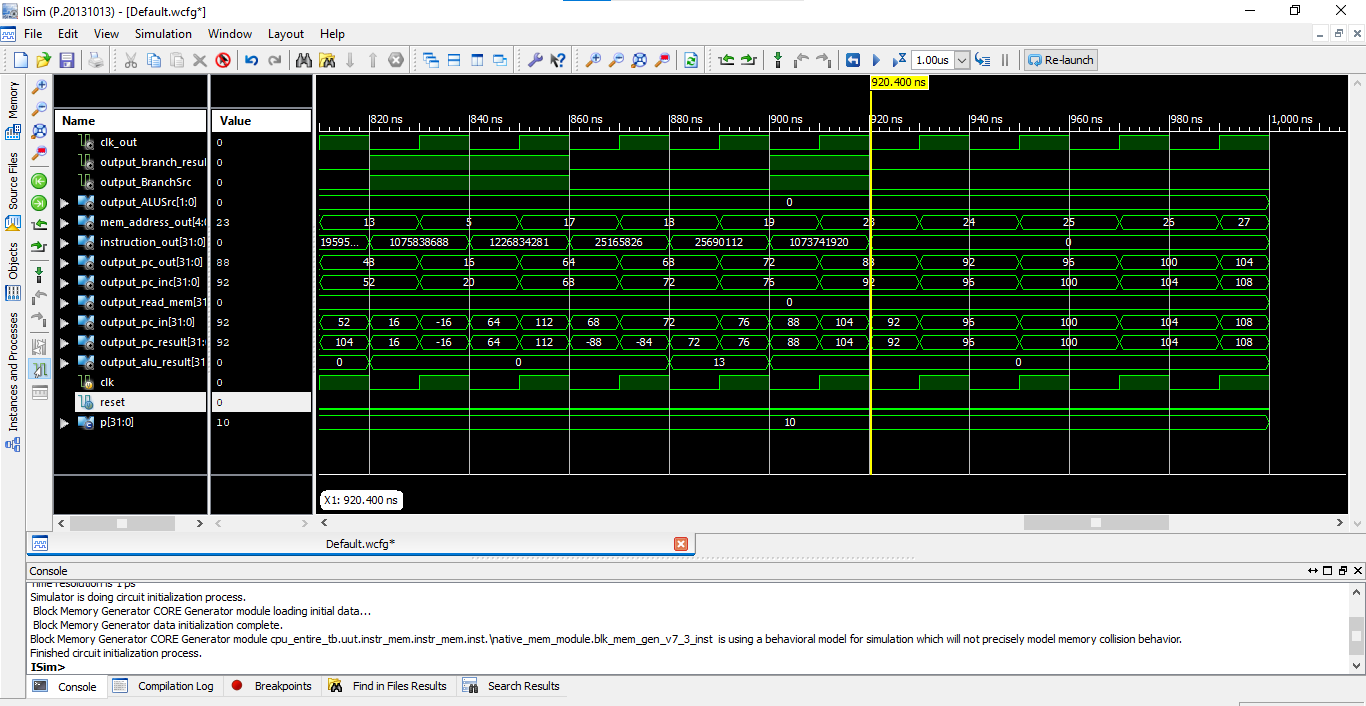 ISim (P.20131013) - [Default.wcfg*]
File Edit View Simulation Window Layout Help
1.00us Re-launch
920.400 ns
Name Value
820 ns 840 ns 860 ns 880 ns 900 ns 920 ns 940 ns 960 ns 980 ns 1,000 ns
clk_out 0
output_branch_resul 0
output_BranchSrc 0
output_ALUSrc[1:0] 0 0
mem_address_out[4:0 23 13 5 17 18 19 23 24 25 26 27
instruction_out[31:0] 0 19595... 1075838688 1226834281 25165826 25690112 1073741920 0
output_pc_out[31:0] 88 48 16 64 68 72 88 92 96 100 104
output_pc_inc[31:0] 92 52 20 68 72 76 92 96 100 104 108
output_read_mem[31 0 0
output_pc_in[31:0] 92 52 16 -16 64 112 68 72 76 88 104 92 96 100 104 108
output_pc_result[31: 92 104 16 -16 64 112 -88 -84 72 76 88 104 92 96 100 104 108
output_alu_result[31 0 0 0 13 0
clk 0
reset 0
p[31:0] 10 10
X1: 920.400 ns
Memory
Source Files
Objects
Instances and Processes
Default.wcfg*
Console
Time resolution is 1 ps
Simulator is doing circuit initialization process.
Block Memory Generator CORE Generator module loading initial data...
Block Memory Generator data initialization complete.
Block Memory Generator CORE Generator module cpu_entire_tb.uut.instr_mem.instr_mem.inst.\native_mem_module.blk_mem_gen_v7_3_inst is using a behavioral model for simulation which will not precisely model memory collision behavior.
Finished circuit initialization process.
ISim>
Console Compilation Log Breakpoints Find in Files Results Search Results